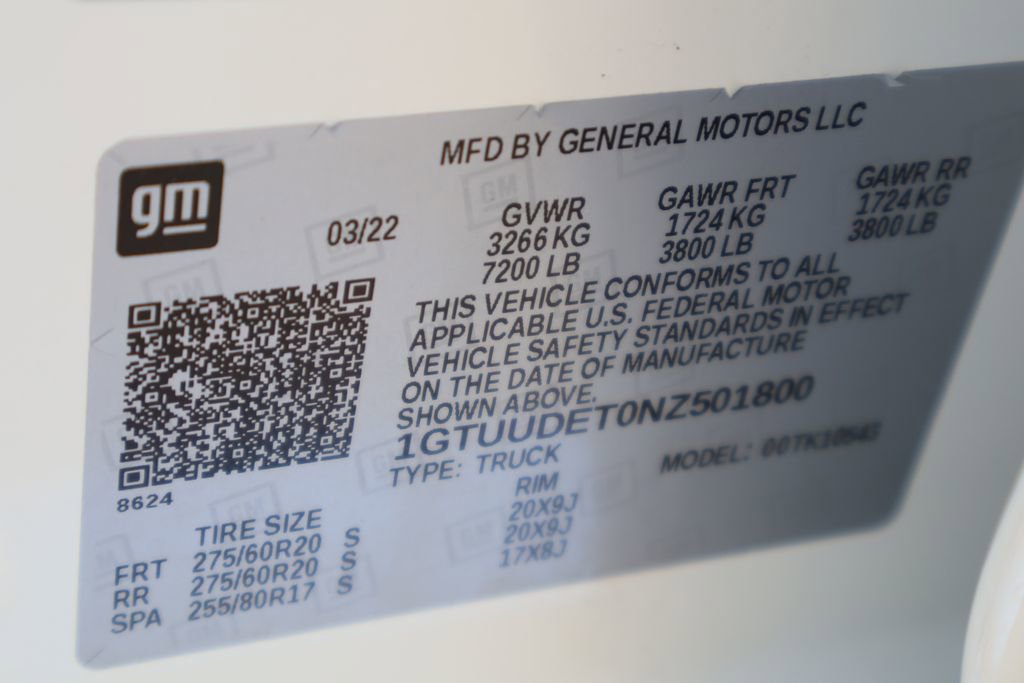 gm
MFD BY GENERAL MOTORS LLC
03/22
GVWR
3266 KG
7200 LB
GAWR FRT
1724 KG
3800 LB
GAWR RR
1724 KG
3800 LB
THIS VEHICLE CONFORMS TO ALL
APPLICABLE U.S. FEDERAL MOTOR
VEHICLE SAFETY STANDARDS IN EFFECT
ON THE DATE OF MANUFACTURE
SHOWN ABOVE.
1GTUUDET0NZ501800
TYPE: TRUCK MODEL: 00TK10543
8624
TIRE SIZE RIM
FRT 275/60R20 S 20X9J
RR 275/60R20 S 20X9J
SPA 255/80R17 S 17X8J